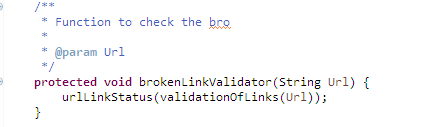 /**
* Function to check the bro
*
* @param Url
*/
protected void brokenLinkValidator(String Url) {
urlLinkStatus(validationOfLinks(Url));
}